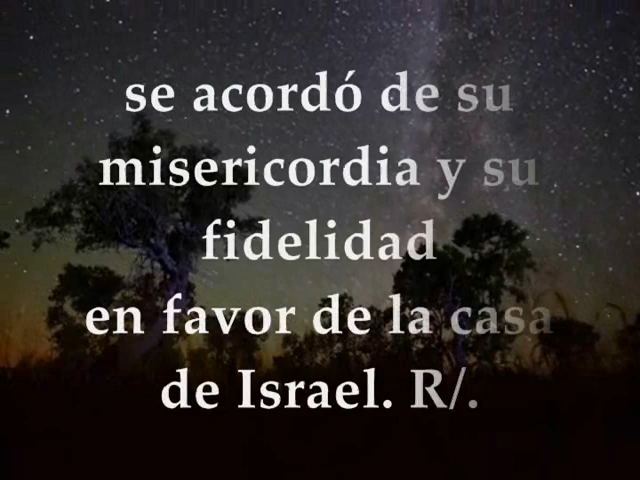 se acordó de su
misericordia y su
fidelidad
en favor de la casa
de Israel. R/.